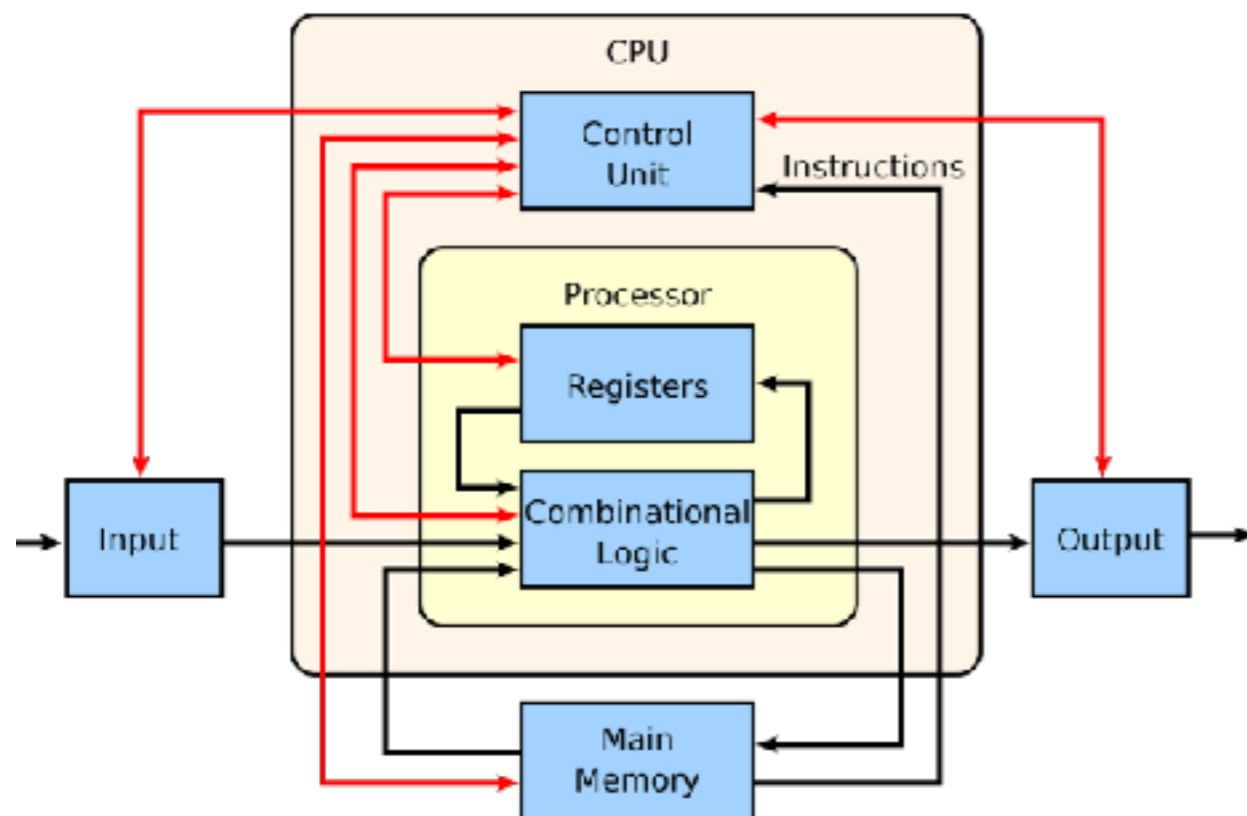 CPU
Control
Unit
Instructions
Processor
Registers
Combinational
Logic
Input
Output
Main
Memory